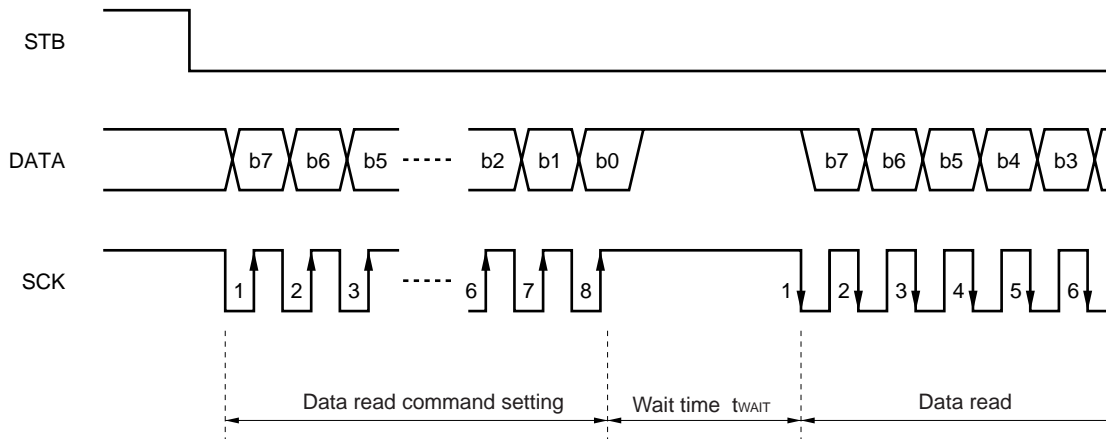 STB
DATA b7 b6 b5 b2 b1 b0 b7 b6 b5 b4 b3
SCK 1 2 3 6 7 8 1 2 3 4 5 6
Data read command setting Wait time tWAIT Data read